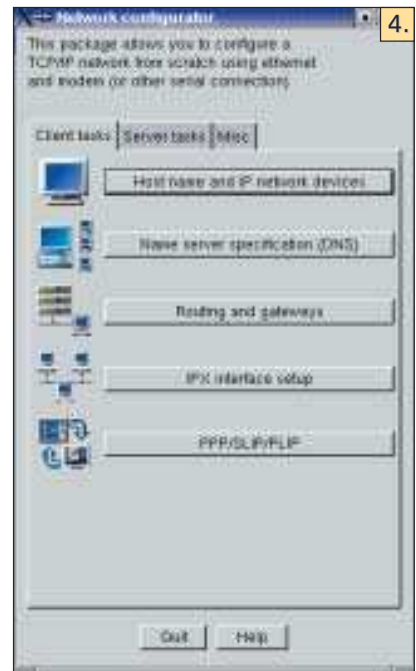 Network configurator
4.
This package allows you to configure a
TCP/IP network from scratch using ethernet
and modem (or other serial connection)
Client tasks Server tasks Misc
Host name and IP network devices
Name server specification (DNS)
Routing and gateways
IPX interface setup
PPP/SLIP/PLIP
Quit Help